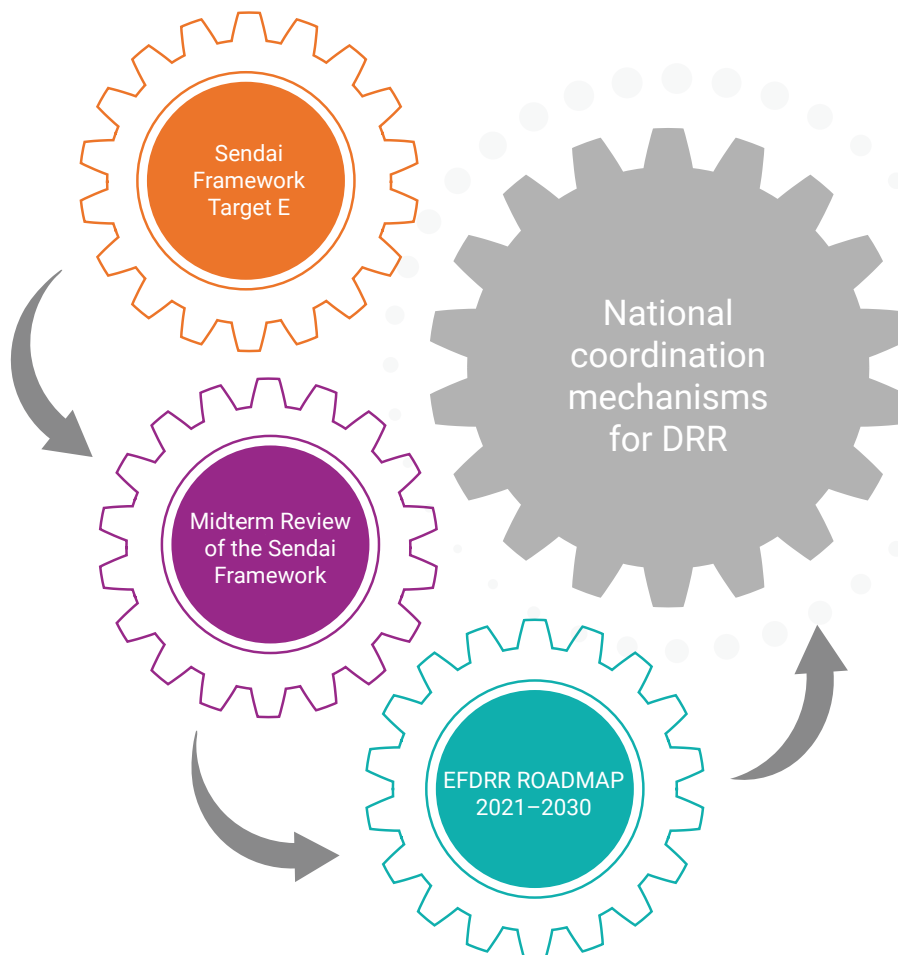 Sendai
Framework
Target E
National
coordination
mechanisms
for DRR
Midterm Review
of the Sendai
Framework
EFDRR ROADMAP
2021–2030